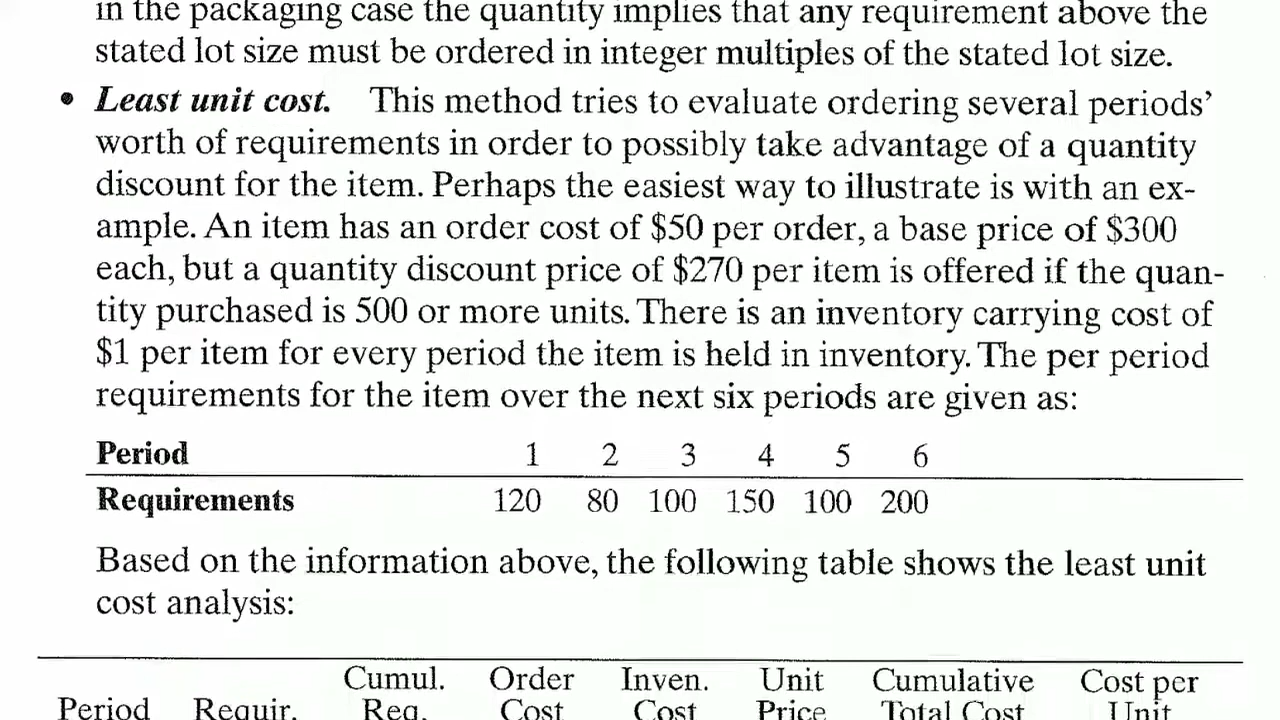 in the packaging case the quantity implies that any requirement above the
stated lot size must be ordered in integer multiples of the stated lot size.
• Least unit cost. This method tries to evaluate ordering several periods'
worth of requirements in order to possibly take advantage of a quantity
discount for the item. Perhaps the easiest way to illustrate is with an ex-
ample. An item has an order cost of $50 per order, a base price of $300
each, but a quantity discount price of $270 per item is offered if the quan-
tity purchased is 500 or more units. There is an inventory carrying cost of
$1 per item for every period the item is held in inventory. The per period
requirements for the item over the next six periods are given as:
Period 1 2 3 4 5 6
Requirements 120 80 100 150 100 200
Based on the information above, the following table shows the least unit
cost analysis:
Cumul. Order Inven. Unit Cumulative Cost per
Period Requir. Req. Cost Cost Price Total Cost Unit